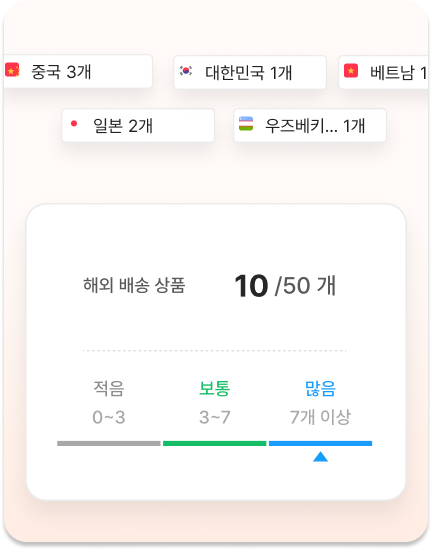 중국 3개 대한민국 1개 베트남 1
일본 2개 우즈베키... 1개
해외 배송 상품 10 /50 개
적음 보통 많음
0~3 3~7 7개 이상